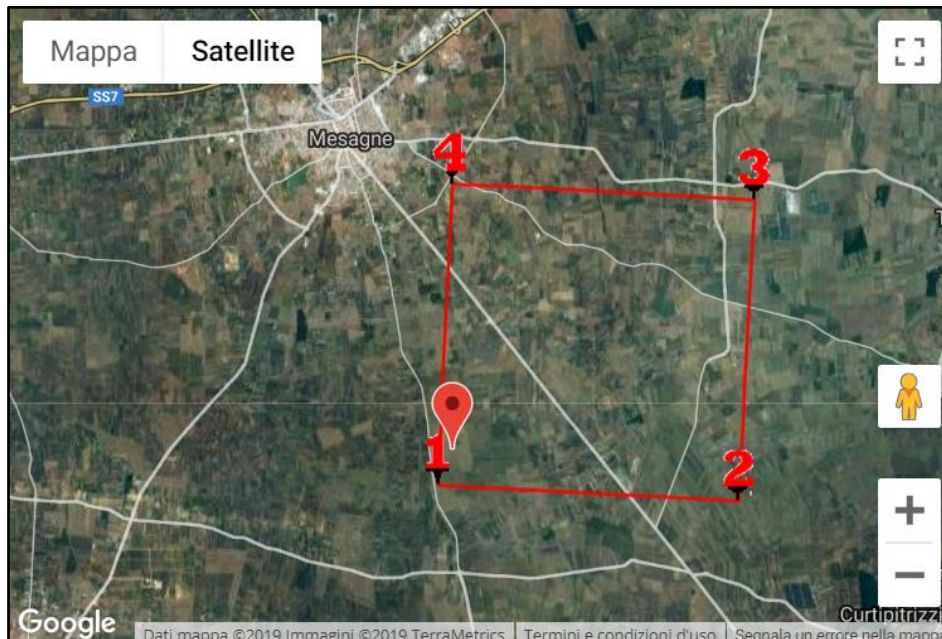 Mappa
Satellite
SS7
Mesagne
4
3
1
2
+
−
Curtipitrizzi
Google
Dati mappa ©2019 Immagini ©2019 TerraMetrics
Termini e condizioni d'uso
Segnala un errore nella mappa